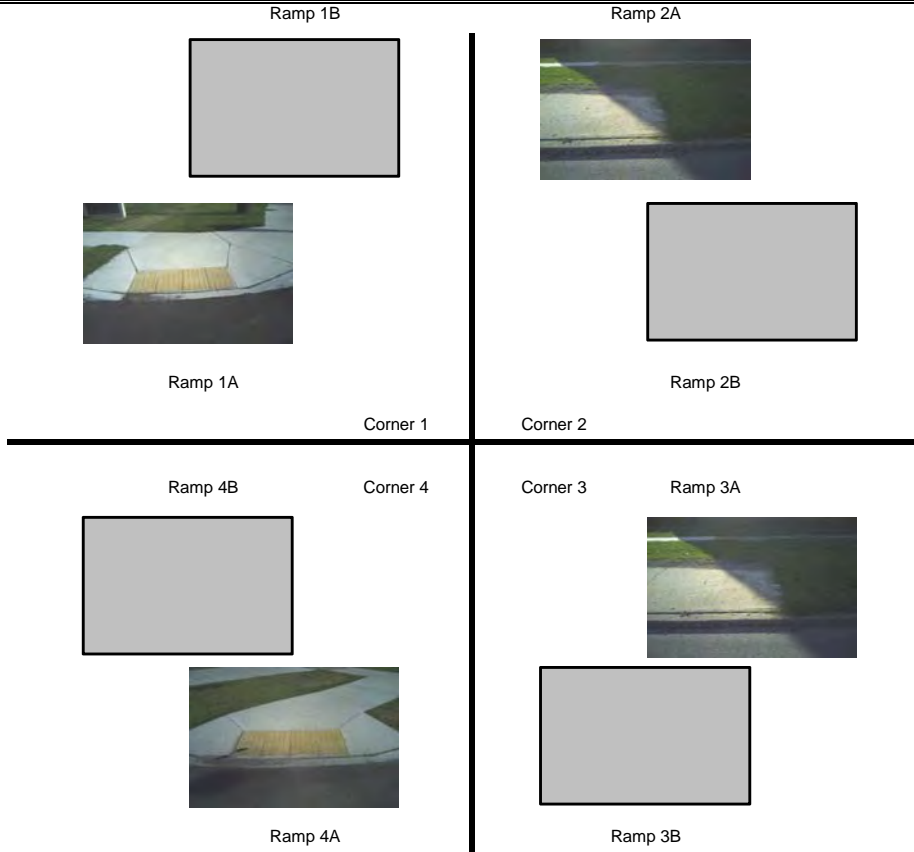 Ramp 1B Ramp 2A
Ramp 1A Ramp 2B
Corner 1 Corner 2
Ramp 4B Corner 4 Corner 3 Ramp 3A
Ramp 4A Ramp 3B